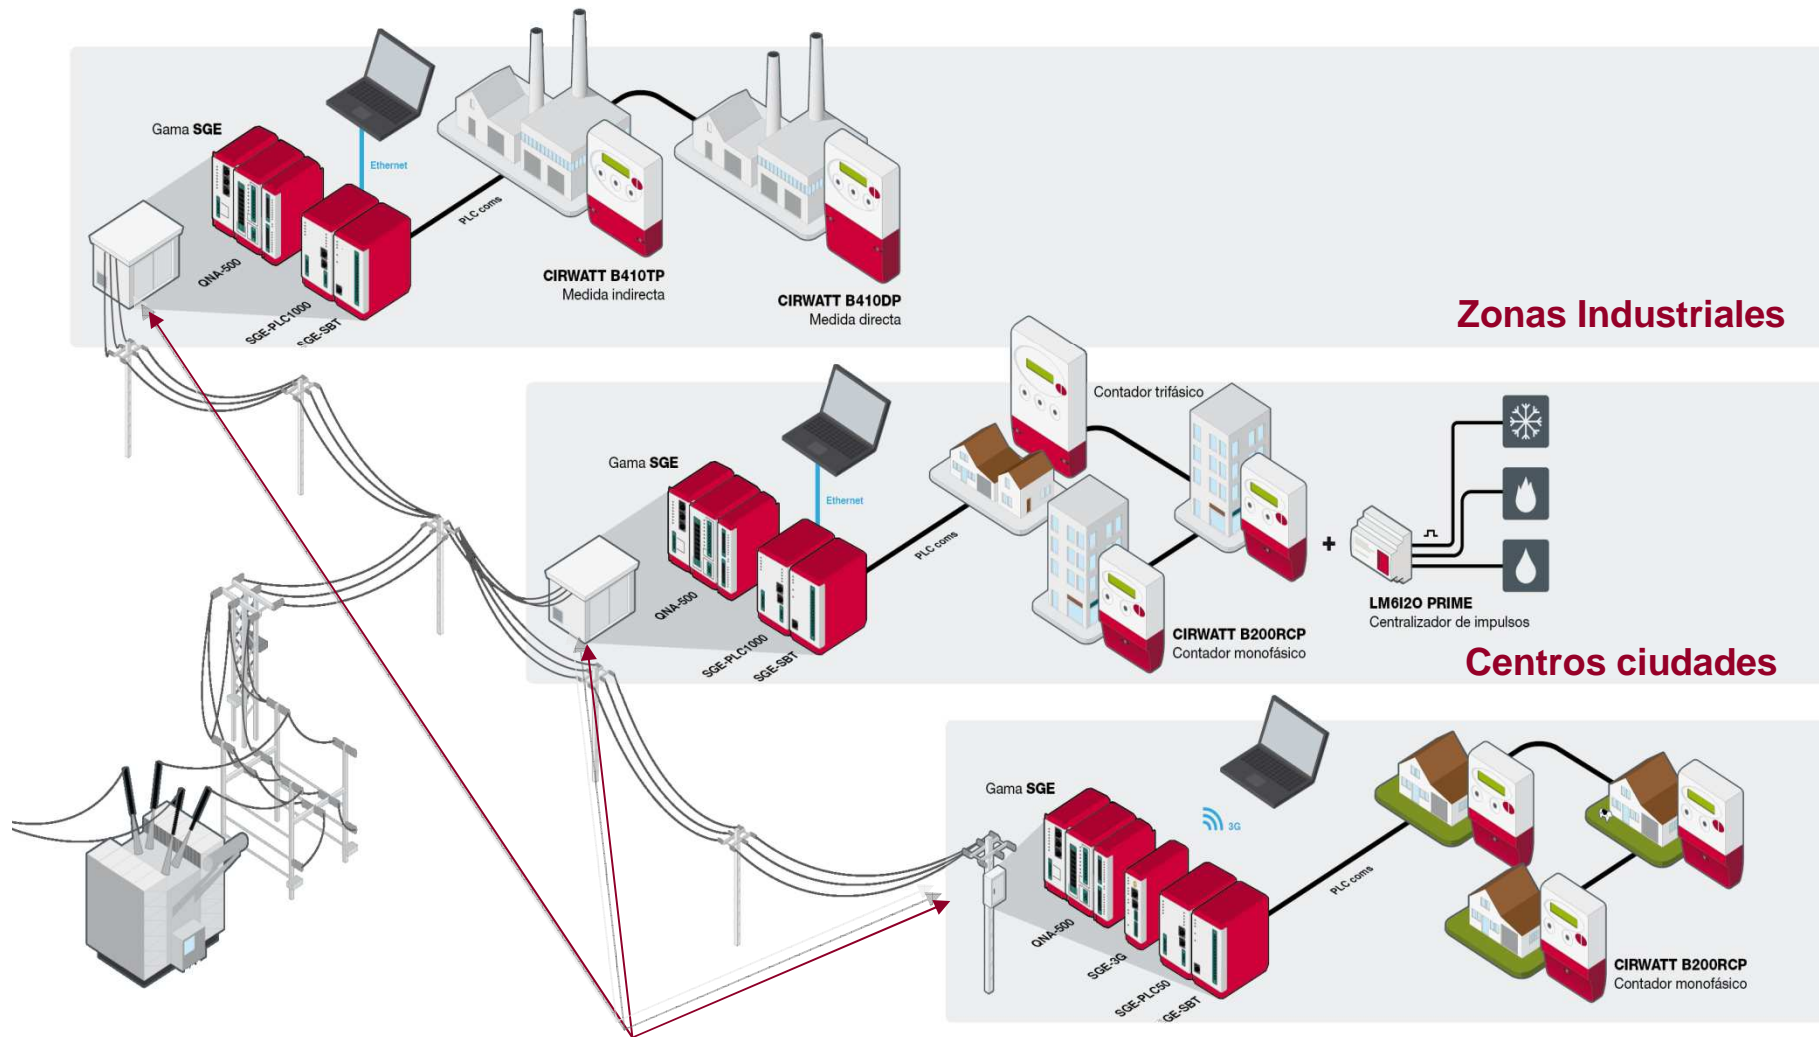 Gama SGE
Ethernet
PLC coms
QNA-500
SGE-PLC1000
SGE-SBT
CIRWATT B410TP
Medida indirecta
CIRWATT B410DP
Medida directa
Zonas Industriales
Gama SGE
Ethernet
PLC coms
QNA-500
SGE-PLC1000
SGE-SBT
Contador trifásico
CIRWATT B200RCP
Contador monofásico
+
LM6I2O PRIME
Centralizador de impulsos
Centros ciudades
Gama SGE
3G
PLC coms
QNA-500
SGE-3G
SGE-PLC50
GE-SBT
CIRWATT B200RCP
Contador monofásico